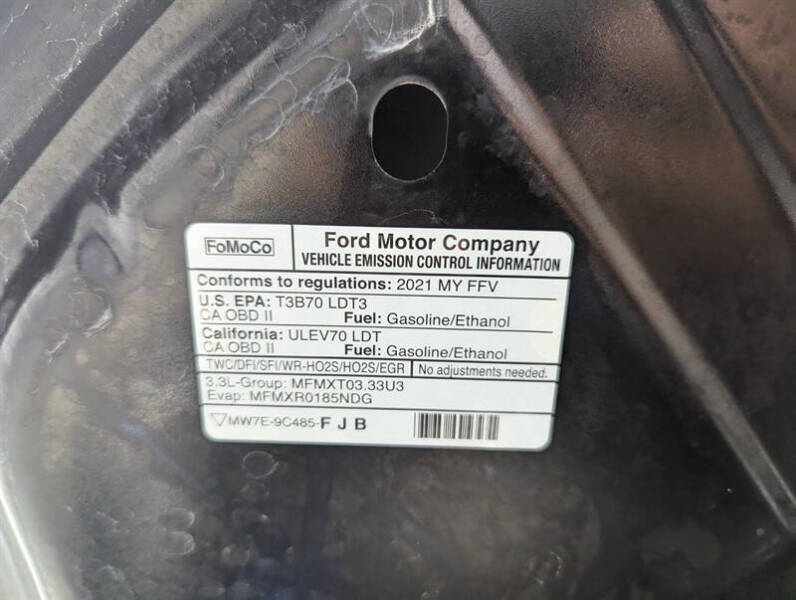 FoMoCo
Ford Motor Company
VEHICLE EMISSION CONTROL INFORMATION
Conforms to regulations: 2021 MY FFV
U.S. EPA: T3B70 LDT3
CA OBD II Fuel: Gasoline/Ethanol
California: ULEV70 LDT
CA OBD II Fuel: Gasoline/Ethanol
TWC/DFI/SFI/WR-HO2S/HO2S/EGR No adjustments needed.
3.3L-Group: MFMXT03.33U3
Evap: MFMXR0185NDG
MW7E-9C485-F J B